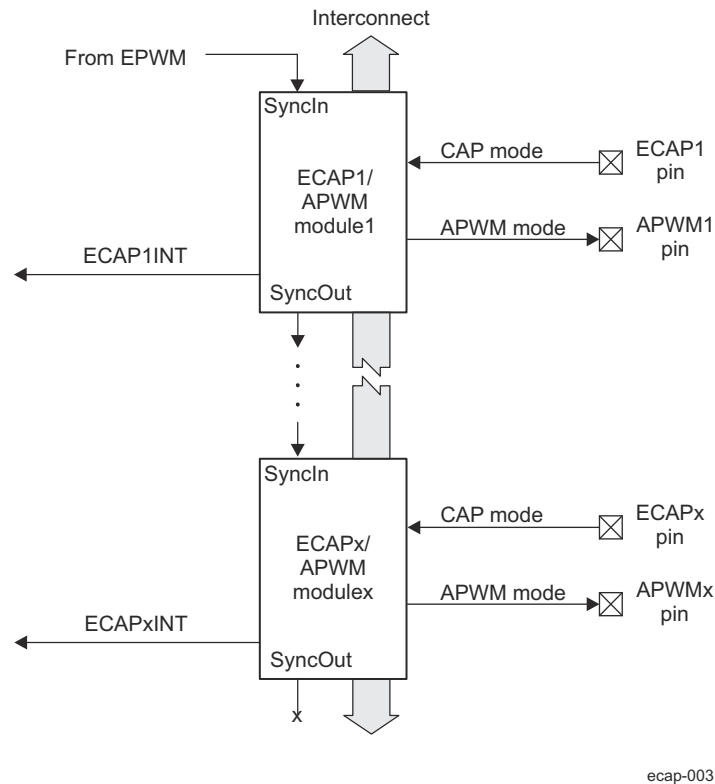 Interconnect
From EPWM
SyncIn
ECAP1/
APWM
module1
CAP mode
ECAP1
pin
APWM mode
APWM1
pin
ECAP1INT
SyncOut
SyncIn
ECAPx/
APWM
modulex
CAP mode
ECAPx
pin
APWM mode
APWMx
pin
ECAPxINT
SyncOut
x
ecap-003